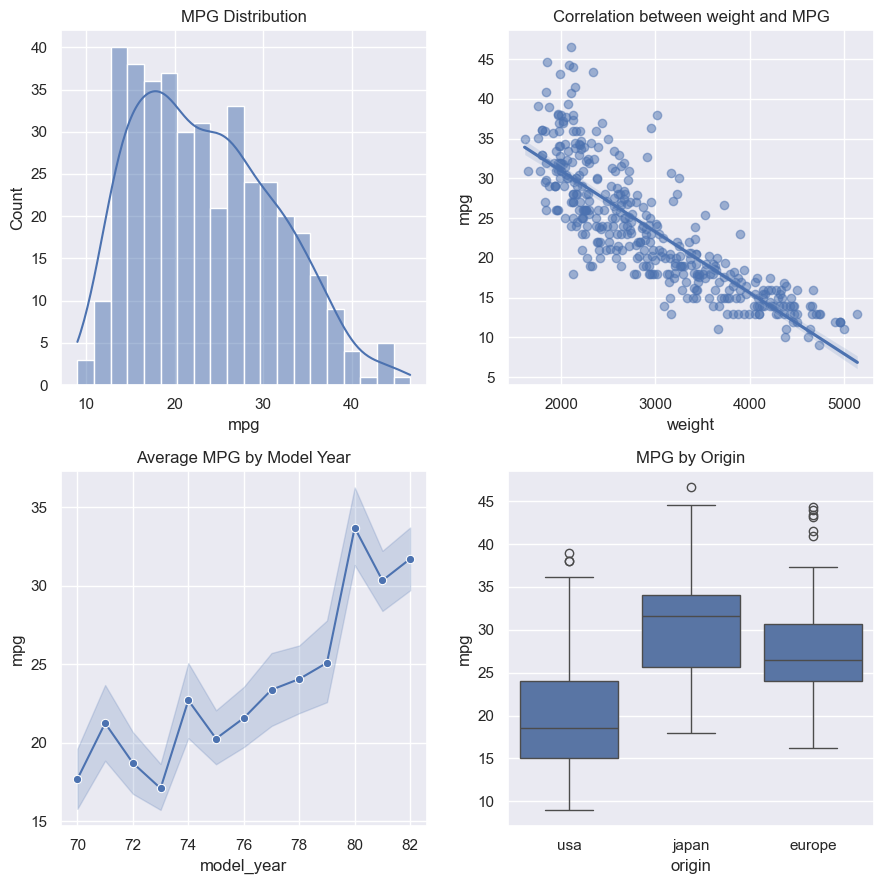 MPG Distribution
40
35
30
25
20
15
10
5
0
Count
10 20 30 40
mpg
Correlation between weight and MPG
45
40
35
30
25
20
15
10
5
mpg
2000 3000 4000 5000
weight
Average MPG by Model Year
35
30
25
20
15
mpg
70 72 74 76 78 80 82
model_year
MPG by Origin
45
40
35
30
25
20
15
10
mpg
usa japan europe
origin